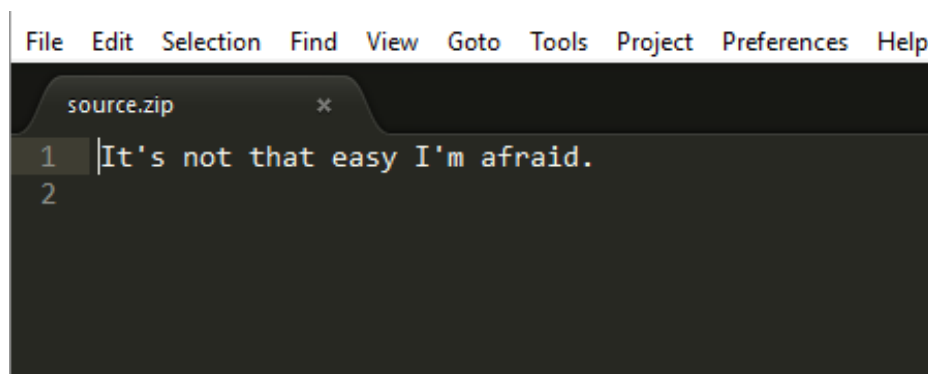 File Edit Selection Find View Goto Tools Project Preferences Help
source.zip ×
1 It's not that easy I'm afraid.
2